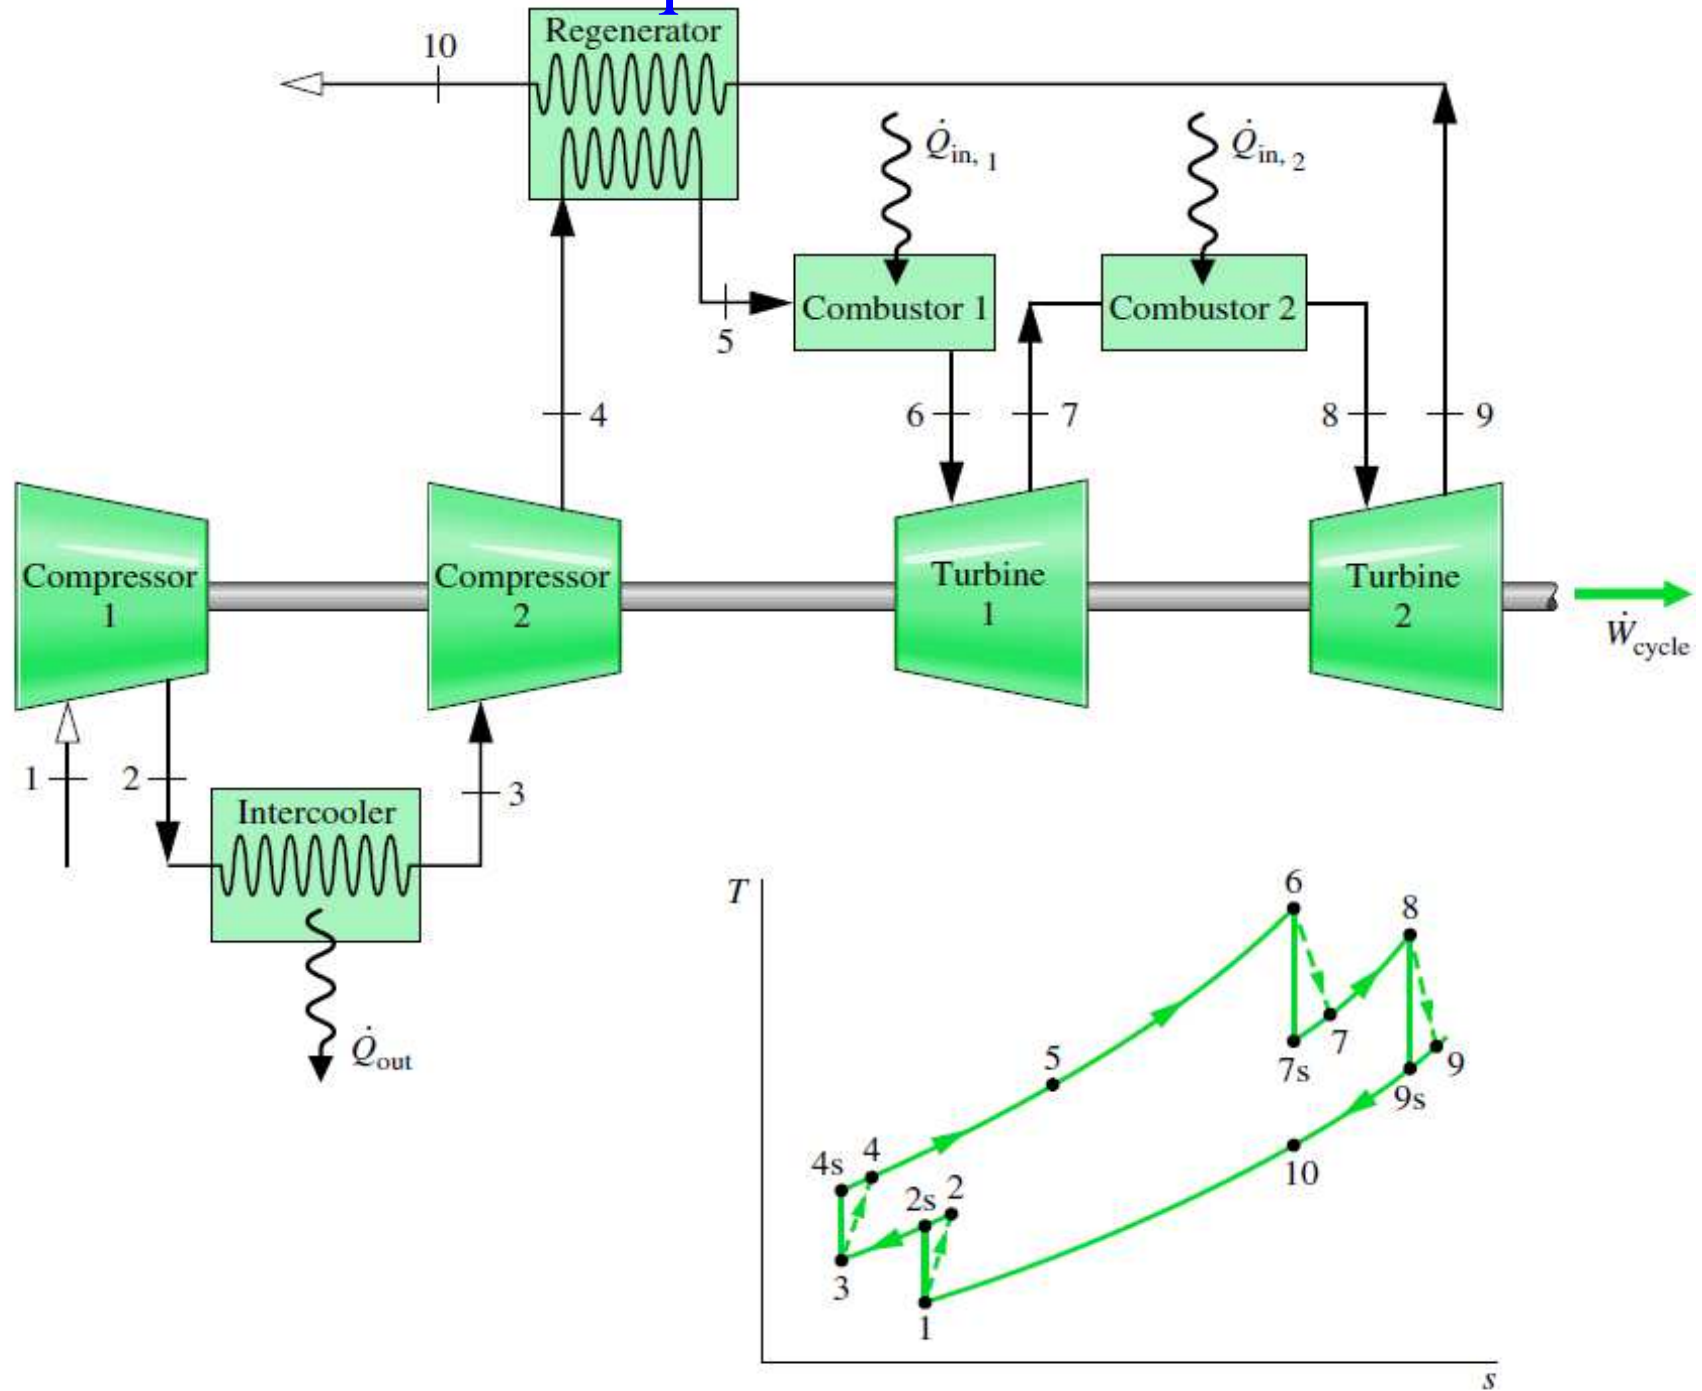 Regenerator
10
Q̇in, 1
Q̇in, 2
Combustor 1
Combustor 2
5
4
6
7
8
9
Compressor
1
Compressor
2
Turbine
1
Turbine
2
Ẇcycle
1
2
3
Intercooler
Q̇out
T
6
8
5
7
7s
9
9s
4s
4
2s
2
10
3
1
s